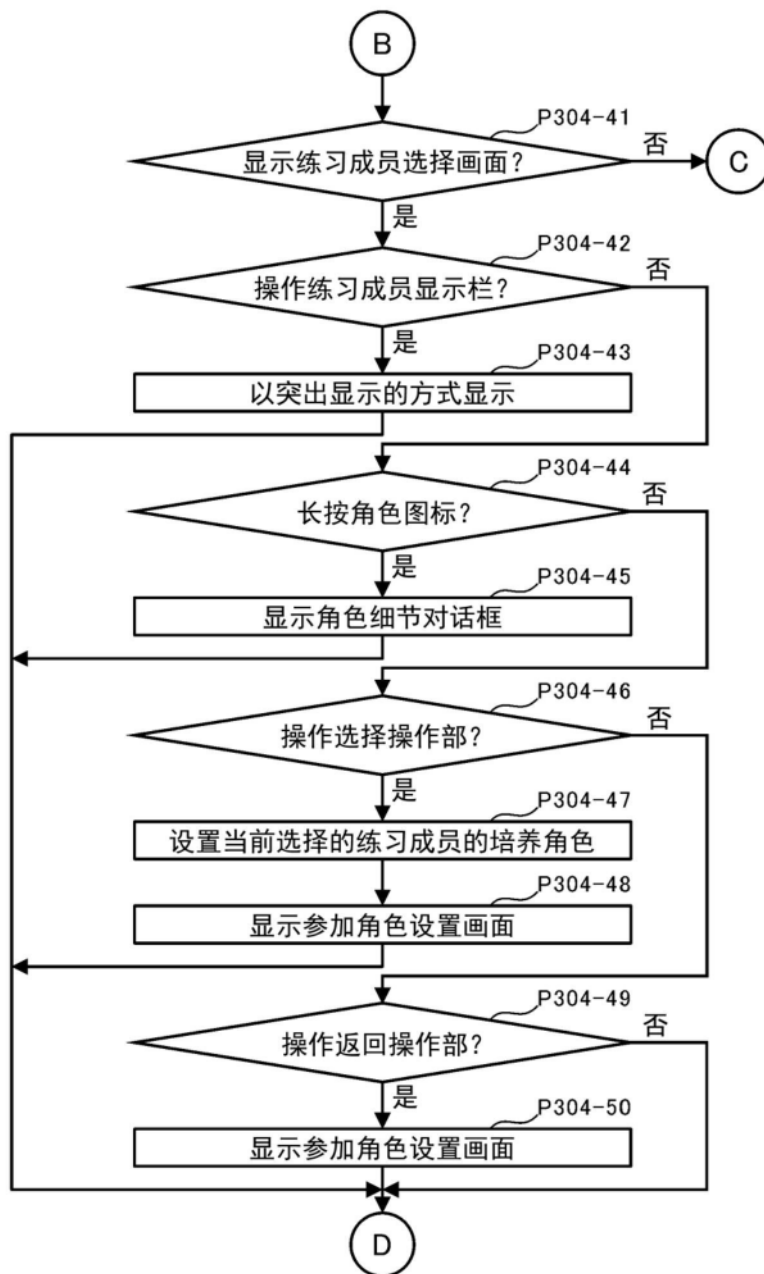 B
P304-41
显示练习成员选择画面？
否
C
是
P304-42
操作练习成员显示栏？
否
是
P304-43
以突出显示的方式显示
P304-44
长按角色图标？
否
是
P304-45
显示角色细节对话框
P304-46
操作选择操作部？
否
是
P304-47
设置当前选择的练习成员的培养角色
P304-48
显示参加角色设置画面
P304-49
操作返回操作部？
否
是
P304-50
显示参加角色设置画面
D